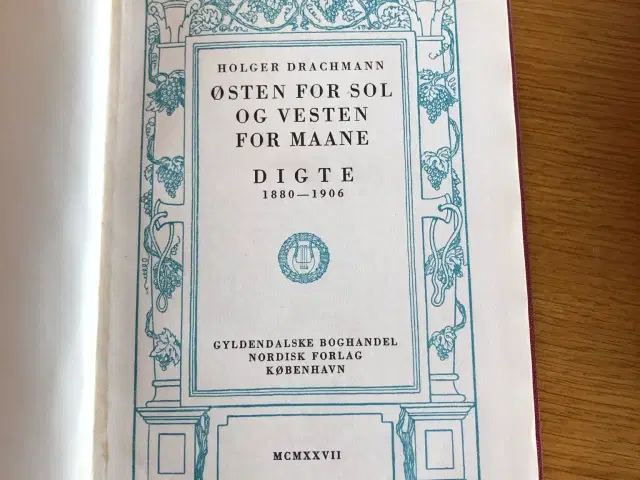 HOLGER DRACHMANN
ØSTEN FOR SOL
OG VESTEN
FOR MAANE
DIGTE
1880—1906
GYLDENDALSKE BOGHANDEL
NORDISK FORLAG
KØBENHAVN
MCMXXVII